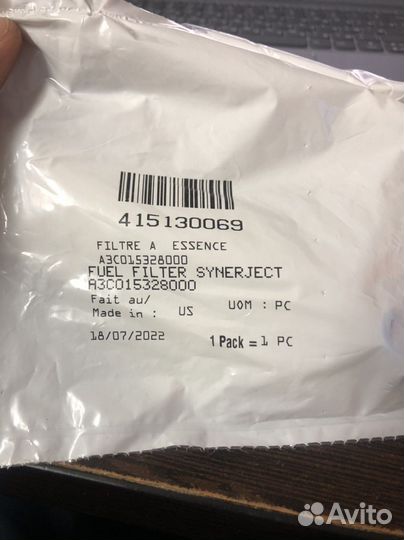 415130069
FILTRE A ESSENCE
A3C015328000
FUEL FILTER SYNERJECT
A3C015328000
Fait au/
Made in : US UOM : PC
18/07/2022 1 Pack = 1 PC
Avito